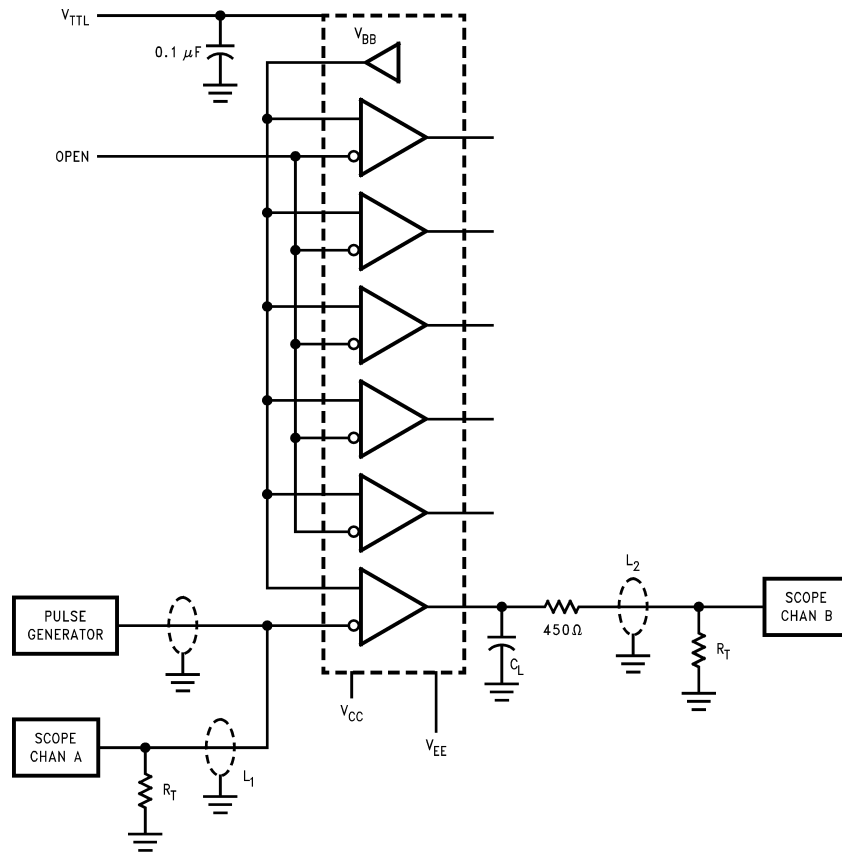 V_TTL
V_BB
0.1 μF
OPEN
L_2
PULSE
GENERATOR
SCOPE
CHAN B
450Ω
C_L
R_T
V_CC
SCOPE
CHAN A
V_EE
L_1
R_T